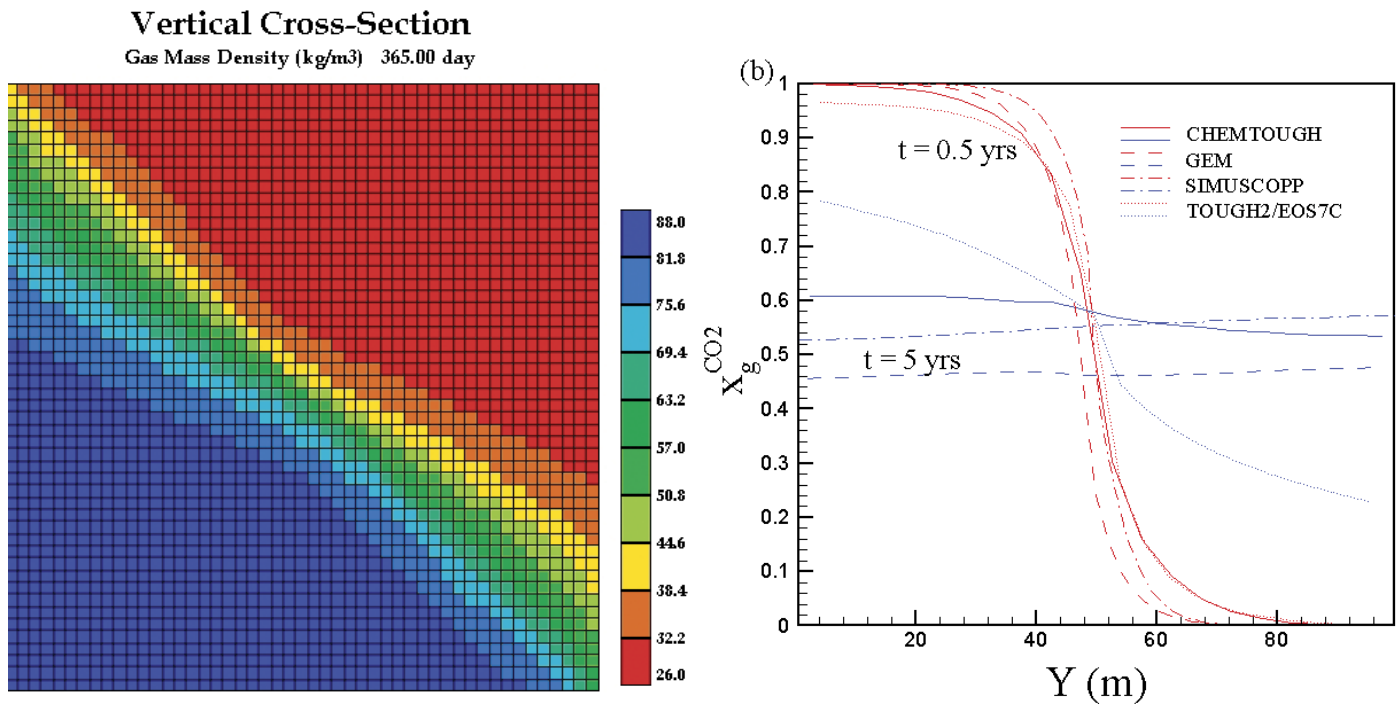 Vertical Cross-Section
Gas Mass Density (kg/m3) 365.00 day
88.0
81.8
75.6
69.4
63.2
57.0
50.8
44.6
38.4
32.2
26.0
(b)
1
0.9
0.8
0.7
0.6
0.5
0.4
0.3
0.2
0.1
0
X_g^CO2
t = 0.5 yrs
t = 5 yrs
CHEMTOUGH
GEM
SIMUSCOPP
TOUGH2/EOS7C
20 40 60 80
Y (m)